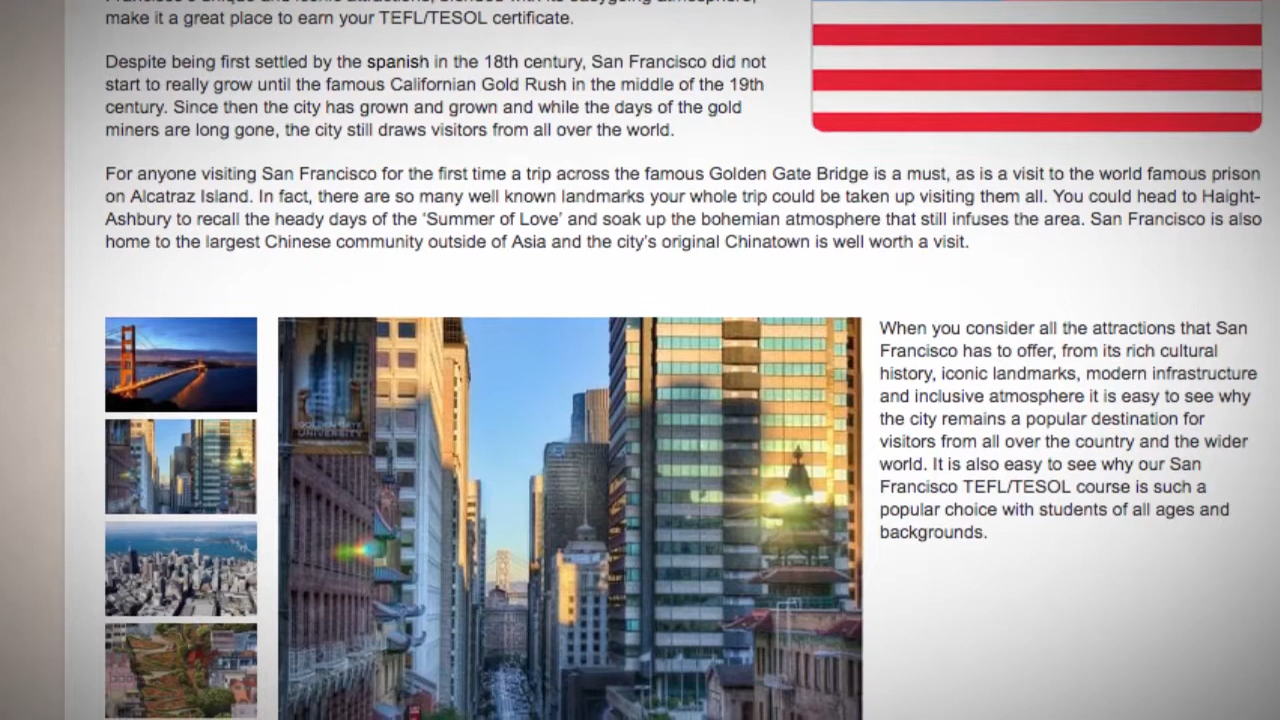 make it a great place to earn your TEFL/TESOL certificate.
Despite being first settled by the spanish in the 18th century, San Francisco did not
start to really grow until the famous Californian Gold Rush in the middle of the 19th
century. Since then the city has grown and grown and while the days of the gold
miners are long gone, the city still draws visitors from all over the world.
For anyone visiting San Francisco for the first time a trip across the famous Golden Gate Bridge is a must, as is a visit to the world famous prison
on Alcatraz Island. In fact, there are so many well known landmarks your whole trip could be taken up visiting them all. You could head to Haight-
Ashbury to recall the heady days of the ‘Summer of Love’ and soak up the bohemian atmosphere that still infuses the area. San Francisco is also
home to the largest Chinese community outside of Asia and the city’s original Chinatown is well worth a visit.
GOLDEN GATE
UNIVERSITY
When you consider all the attractions that San
Francisco has to offer, from its rich cultural
history, iconic landmarks, modern infrastructure
and inclusive atmosphere it is easy to see why
the city remains a popular destination for
visitors from all over the country and the wider
world. It is also easy to see why our San
Francisco TEFL/TESOL course is such a
popular choice with students of all ages and
backgrounds.